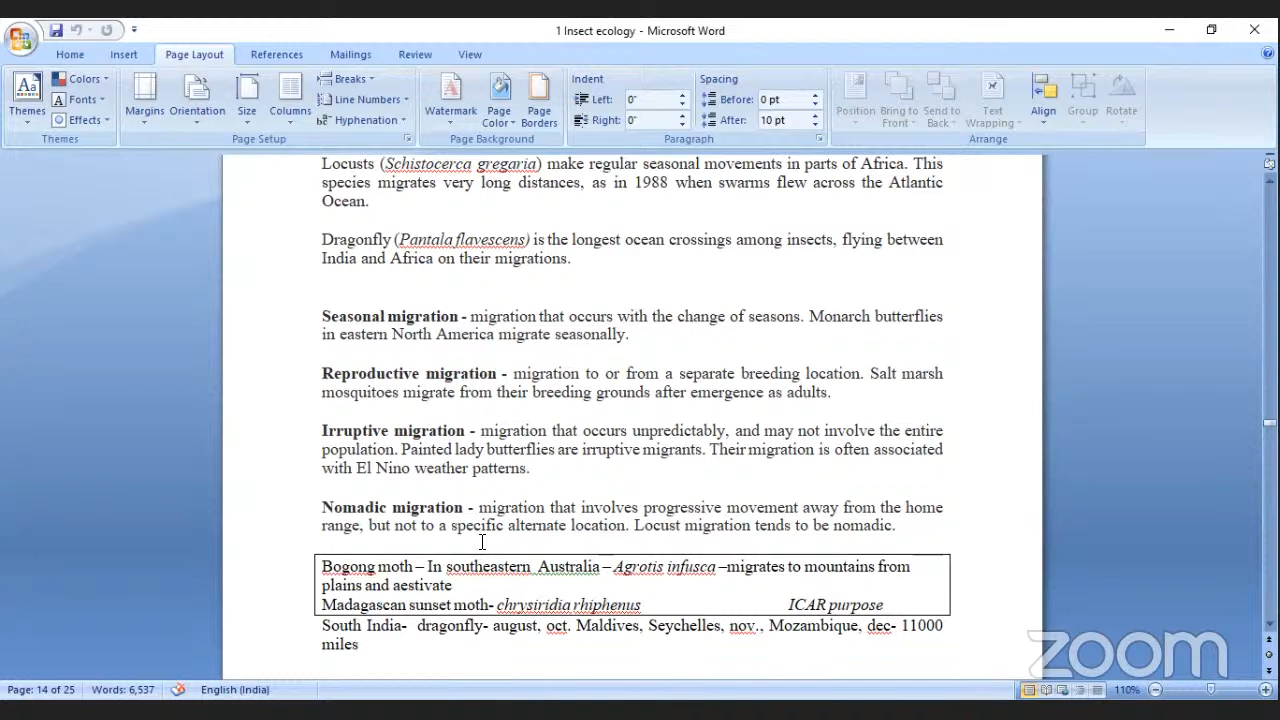 1 Insect ecology - Microsoft Word
Home Insert Page Layout References Mailings Review View
Themes Colors Fonts Effects Themes
Margins Orientation Size Columns Breaks Line Numbers Hyphenation Page Setup
Watermark Page Color Page Borders Page Background
Indent Left: 0" Right: 0" Spacing Before: 0 pt After: 10 pt Paragraph
Position Bring to Front Send to Back Text Wrapping Align Group Rotate Arrange
Locusts (Schistocerca gregaria) make regular seasonal movements in parts of Africa. This
species migrates very long distances, as in 1988 when swarms flew across the Atlantic
Ocean.
Dragonfly (Pantala flavescens) is the longest ocean crossings among insects, flying between
India and Africa on their migrations.
Seasonal migration - migration that occurs with the change of seasons. Monarch butterflies
in eastern North America migrate seasonally.
Reproductive migration - migration to or from a separate breeding location. Salt marsh
mosquitoes migrate from their breeding grounds after emergence as adults.
Irruptive migration - migration that occurs unpredictably, and may not involve the entire
population. Painted lady butterflies are irruptive migrants. Their migration is often associated
with El Nino weather patterns.
Nomadic migration - migration that involves progressive movement away from the home
range, but not to a specific alternate location. Locust migration tends to be nomadic.
Bogong moth – In southeastern Australia – Agrotis infusca –migrates to mountains from
plains and aestivate
Madagascan sunset moth- chrysiridia rhiphenus ICAR purpose
South India- dragonfly- august, oct. Maldives, Seychelles, nov., Mozambique, dec- 11000
miles
zoom
Page: 14 of 25 Words: 6,537 English (India) 110%